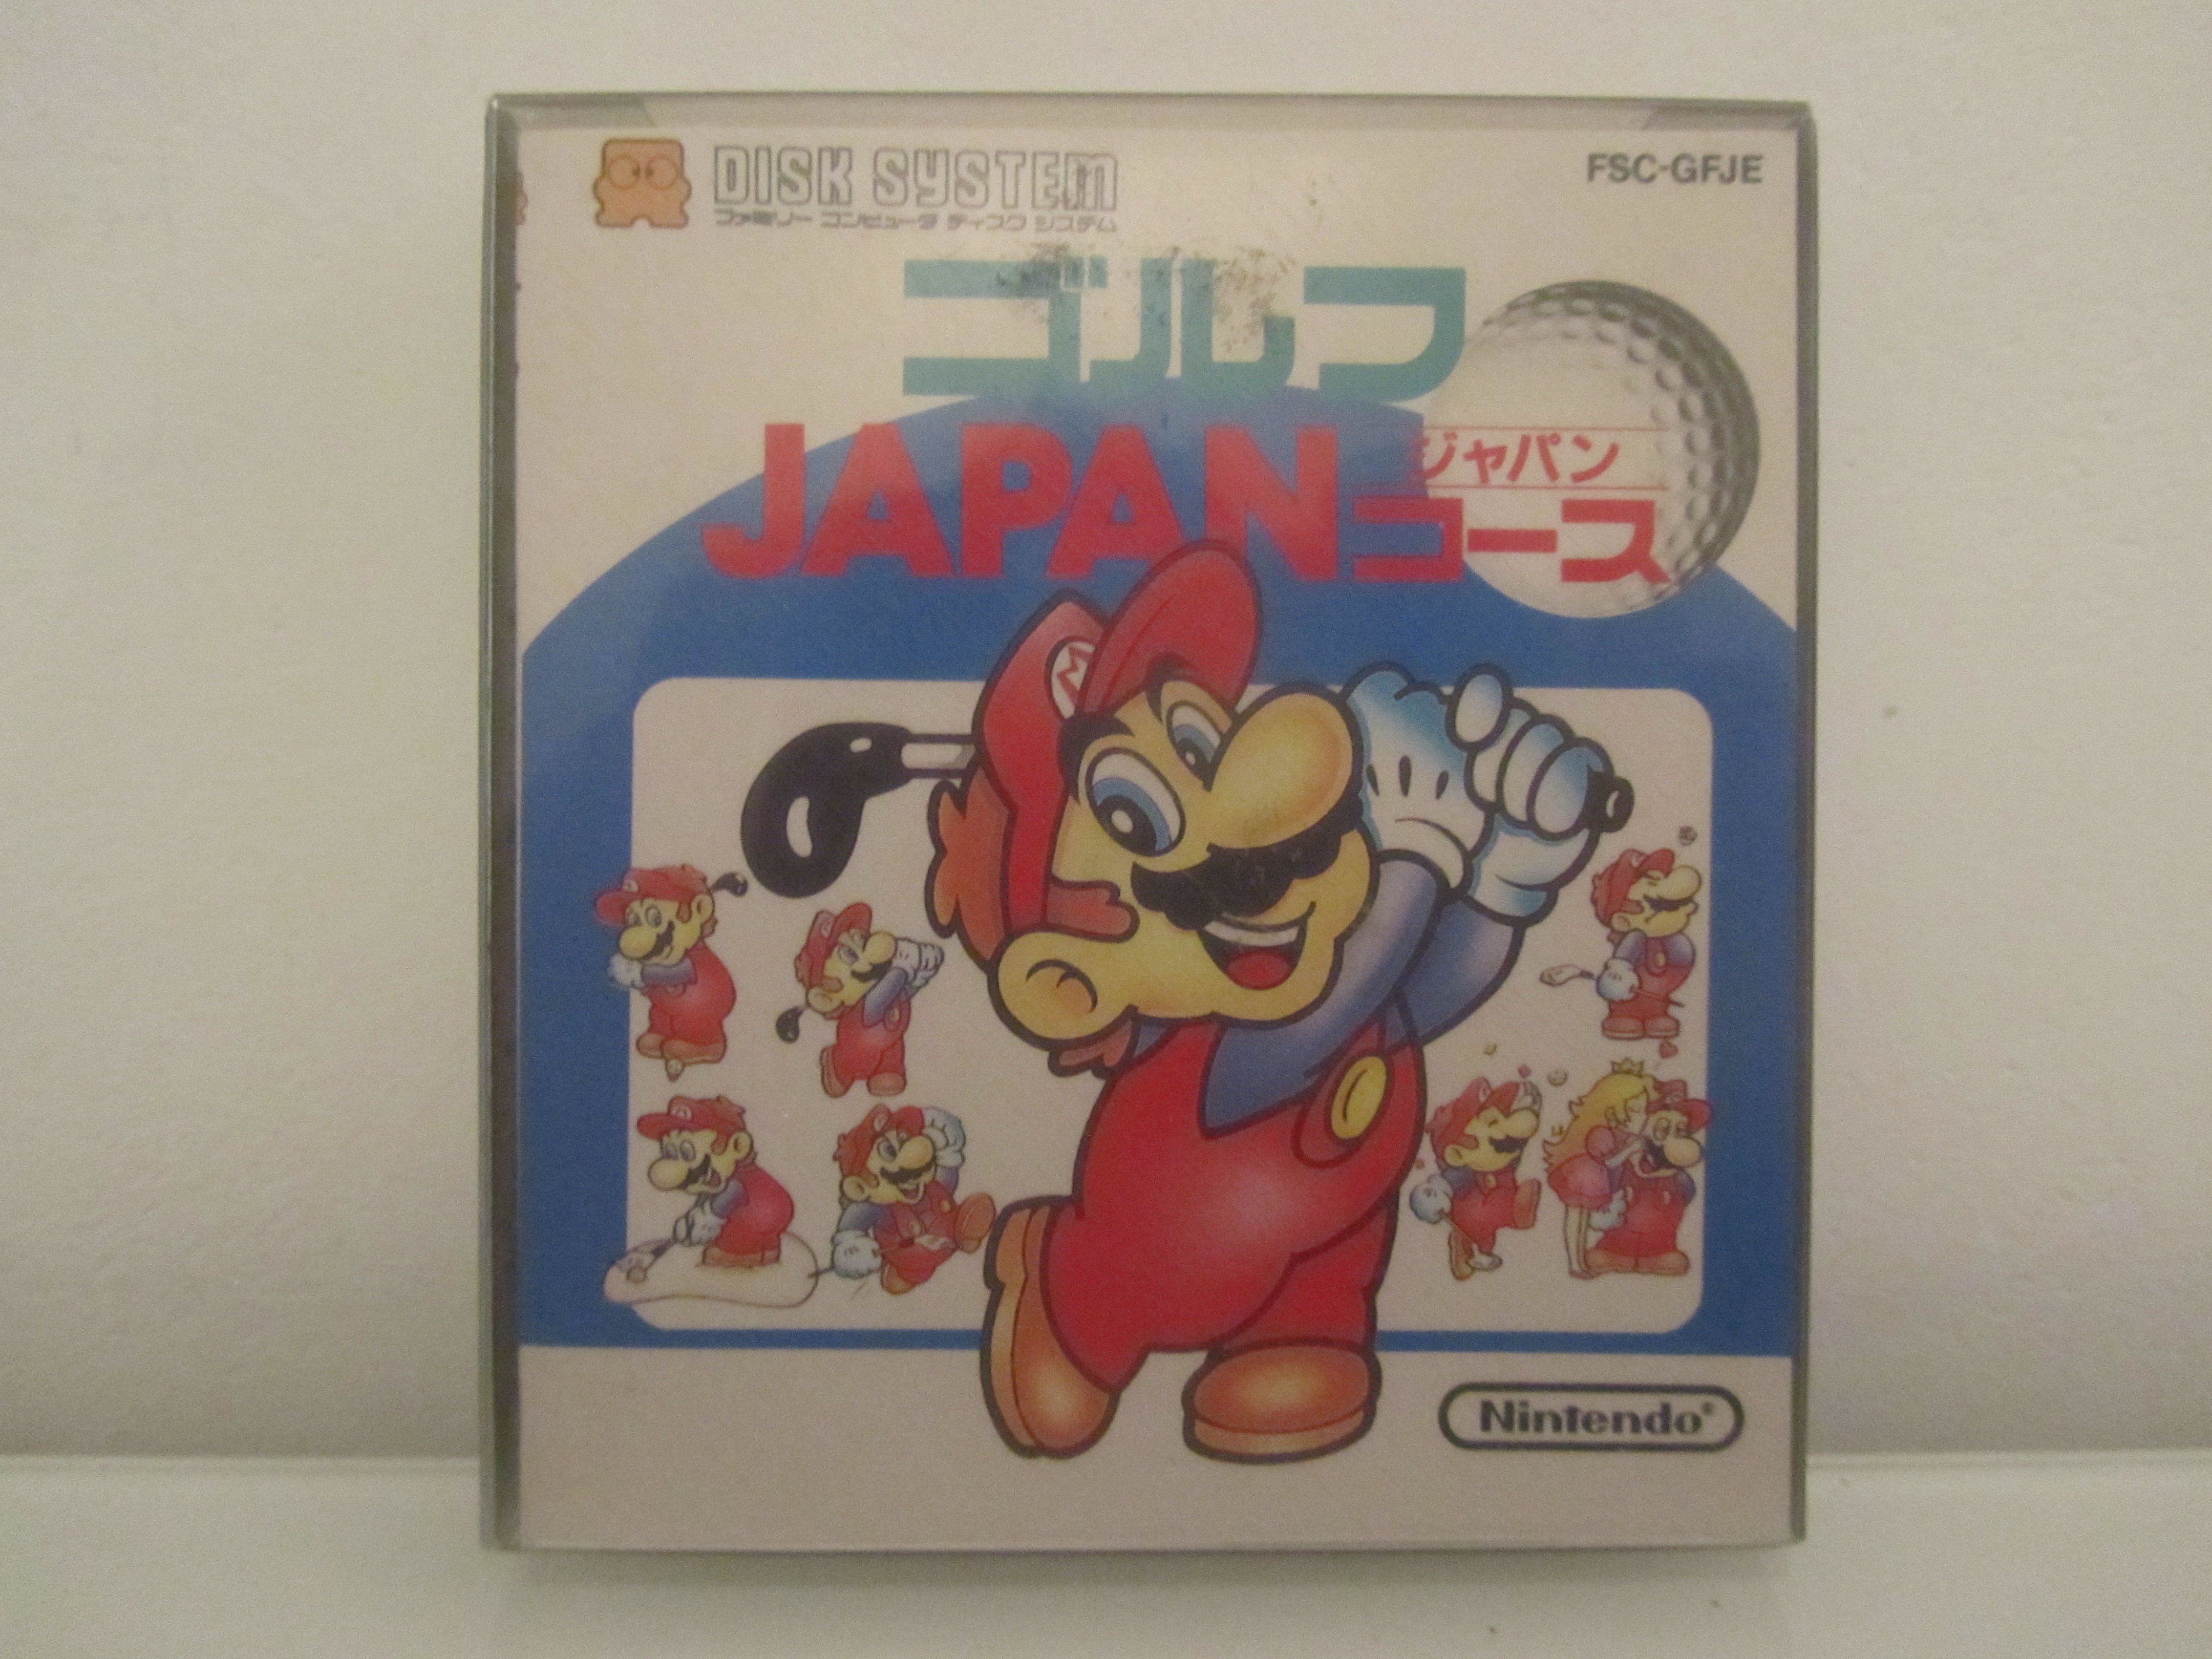 DISK SYSTEM
FSC-GFJE
ファミリー コンピュータ ディスク システム
ゴルフ
JAPANコース
ジャパン
M
Nintendo®